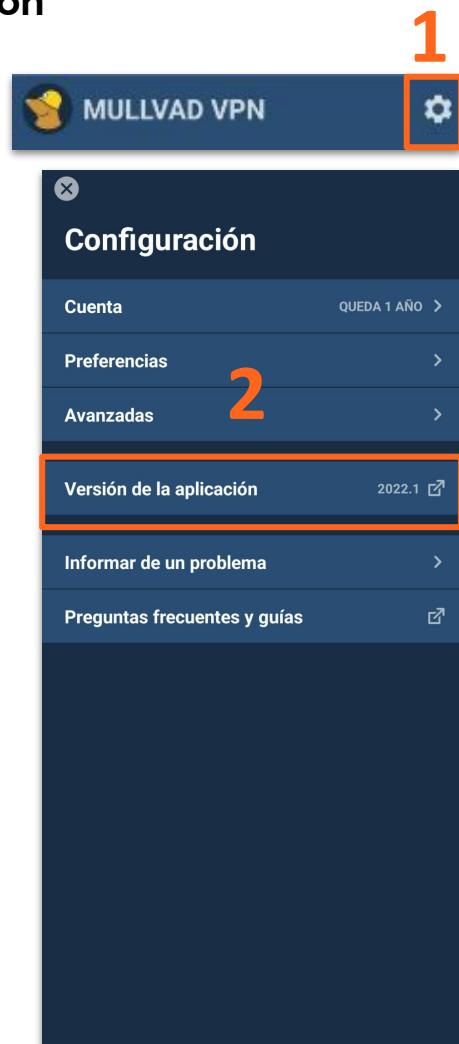 ón
1
MULLVAD VPN
Configuración
Cuenta QUEDA 1 AÑO
Preferencias
2
Avanzadas
Versión de la aplicación 2022.1
Informar de un problema
Preguntas frecuentes y guías